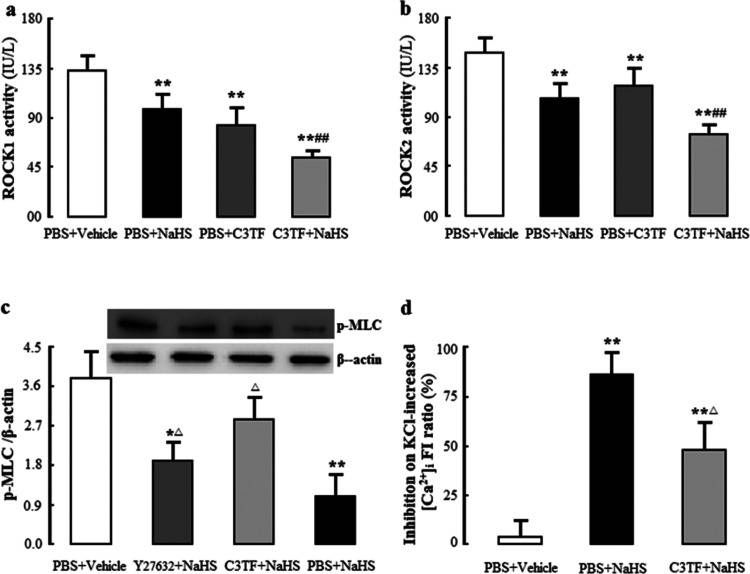 a
ROCK1 activity (IU/L)
180
135
90
45
00
**
**
**##
PBS+Vehicle PBS+NaHS PBS+C3TF C3TF+NaHS
b
ROCK2 activity (IU/L)
180
135
90
45
00
**
**
**##
PBS+Vehicle PBS+NaHS PBS+C3TF C3TF+NaHS
c
p-MLC
β-actin
p-MLC /β-actin
4.5
3.6
2.7
1.8
0.9
0.0
*△
△
**
PBS+Vehicle Y27632+NaHS C3TF+NaHS PBS+NaHS
d
Inhibition on KCl-increased
[Ca²⁺]ᵢ FI ratio (%)
100
75
50
25
0
**
**△
PBS+Vehicle PBS+NaHS C3TF+NaHS